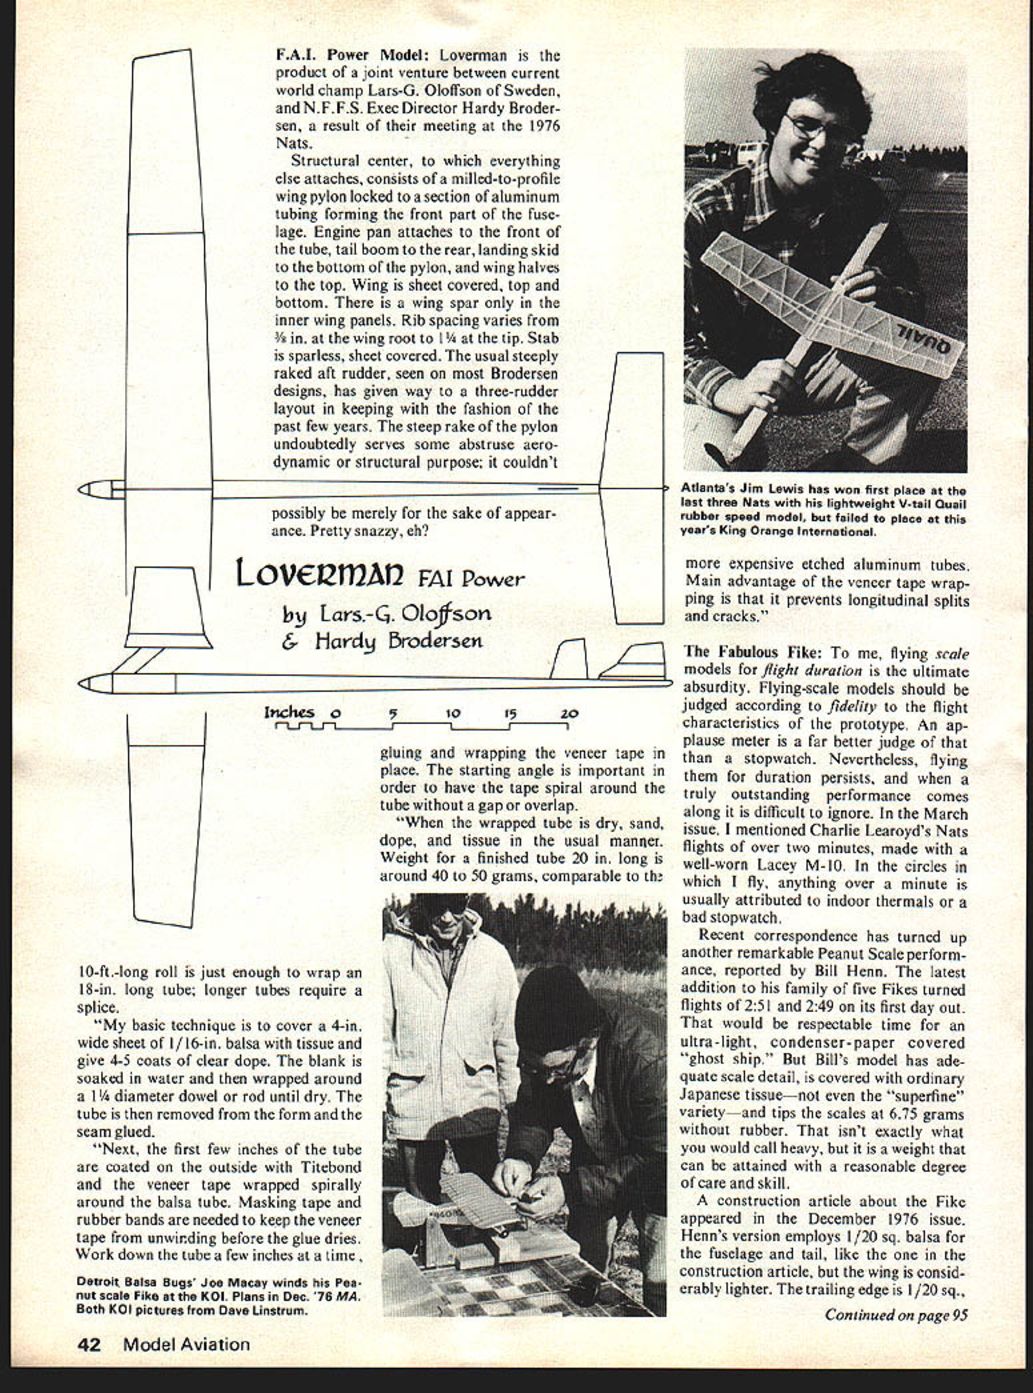 F.A.I. Power Model: Loverman is the
product of a joint venture between current
world champ Lars-G. Oloffson of Sweden,
and N.F.F.S. Exec Director Hardy Broder-
sen, a result of their meeting at the 1976
Nats.
Structural center, to which everything
else attaches, consists of a milled-to-profile
wing pylon locked to a section of aluminum
tubing forming the front part of the fuse-
lage. Engine pan attaches to the front of
the tube, tail boom to the rear, landing skid
to the bottom of the pylon, and wing halves
to the top. Wing is sheet covered, top and
bottom. There is a wing spar only in the
inner wing panels. Rib spacing varies from
⅜ in. at the wing root to 1¼ at the tip. Stab
is sparless, sheet covered. The usual steeply
raked aft rudder, seen on most Brodersen
designs, has given way to a three-rudder
layout in keeping with the fashion of the
past few years. The steep rake of the pylon
undoubtedly serves some abstruse aero-
dynamic or structural purpose; it couldn't
possibly be merely for the sake of appear-
ance. Pretty snazzy, eh?
LOVERMAN FAI Power
by Lars.-G. Oloffson
& Hardy Brodersen
Inches 0 5 10 15 20
10-ft.-long roll is just enough to wrap an
18-in. long tube; longer tubes require a
splice.
"My basic technique is to cover a 4-in.
wide sheet of 1/16-in. balsa with tissue and
give 4-5 coats of clear dope. The blank is
soaked in water and then wrapped around
a 1¼ diameter dowel or rod until dry. The
tube is then removed from the form and the
seam glued.
"Next, the first few inches of the tube
are coated on the outside with Titebond
and the veneer tape wrapped spirally
around the balsa tube. Masking tape and
rubber bands are needed to keep the veneer
tape from unwinding before the glue dries.
Work down the tube a few inches at a time,
Detroit Balsa Bugs' Joe Macay winds his Pea-
nut scale Fike at the KOI. Plans in Dec. '76 MA.
Both KOI pictures from Dave Linstrum.
gluing and wrapping the veneer tape in
place. The starting angle is important in
order to have the tape spiral around the
tube without a gap or overlap.
"When the wrapped tube is dry, sand,
dope, and tissue in the usual manner.
Weight for a finished tube 20 in. long is
around 40 to 50 grams, comparable to the
QUAIL
Atlanta's Jim Lewis has won first place at the
last three Nats with his lightweight V-tail Quail
rubber speed model, but failed to place at this
year's King Orange International.
more expensive etched aluminum tubes.
Main advantage of the veneer tape wrap-
ping is that it prevents longitudinal splits
and cracks."
The Fabulous Fike: To me, flying scale
models for flight duration is the ultimate
absurdity. Flying-scale models should be
judged according to fidelity to the flight
characteristics of the prototype. An ap-
plause meter is a far better judge of that
than a stopwatch. Nevertheless, flying
them for duration persists, and when a
truly outstanding performance comes
along it is difficult to ignore. In the March
issue, I mentioned Charlie Learoyd's Nats
flights of over two minutes, made with a
well-worn Lacey M-10. In the circles in
which I fly, anything over a minute is
usually attributed to indoor thermals or a
bad stopwatch.
Recent correspondence has turned up
another remarkable Peanut Scale perform-
ance, reported by Bill Henn. The latest
addition to his family of five Fikes turned
flights of 2:51 and 2:49 on its first day out.
That would be respectable time for an
ultra-light, condenser-paper covered
"ghost ship." But Bill's model has ade-
quate scale detail, is covered with ordinary
Japanese tissue—not even the "superfine"
variety—and tips the scales at 6.75 grams
without rubber. That isn't exactly what
you would call heavy, but it is a weight that
can be attained with a reasonable degree
of care and skill.
A construction article about the Fike
appeared in the December 1976 issue.
Henn's version employs 1/20 sq. balsa for
the fuselage and tail, like the one in the
construction article, but the wing is consid-
erably lighter. The trailing edge is 1/20 sq.,
Continued on page 95
42 Model Aviation